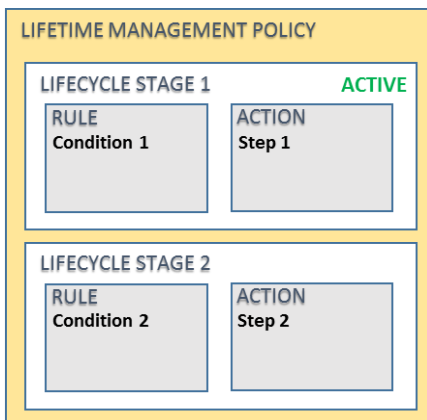 LIFETIME MANAGEMENT POLICY
LIFECYCLE STAGE 1 ACTIVE
RULE ACTION
Condition 1 Step 1
LIFECYCLE STAGE 2
RULE ACTION
Condition 2 Step 2